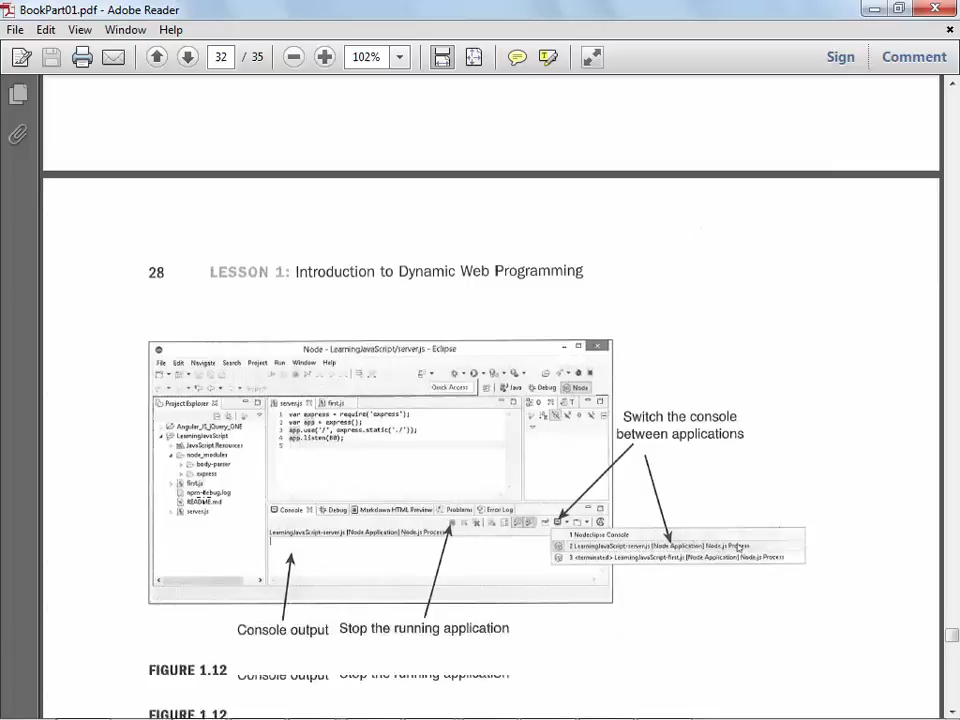 BookPart01.pdf - Adobe Reader
File Edit View Window Help
32 / 35 102% Sign Comment
28 LESSON 1: Introduction to Dynamic Web Programming
Node - LearningJavaScript/server.js - Eclipse
File Edit Navigate Search Project Run Window Help
Quick Access Java Debug Node
Project Explorer server.js first.js
Angular_JS_jQuery_ONE
LearningJavaScript
JavaScript Resources
node_modules
body-parser
express
first.js
npm-debug.log
README.md
server.js
1 var express = require('express');
2 var app = express();
3 app.use('/', express.static('./'));
4 app.listen(80);
5
Switch the console
between applications
Console Debug Markdown HTML Preview Problems Error Log
LearningJavaScript-server.js [Node Application] Node.js Process
1 Nodeclipse Console
2 LearningJavaScript-server.js [Node Application] Node.js Process
3 <terminated> LearningJavaScript-first.js [Node Application] Node.js Process
Console output Stop the running application
FIGURE 1.12
Console output Stop the running application
FIGURE 1.12